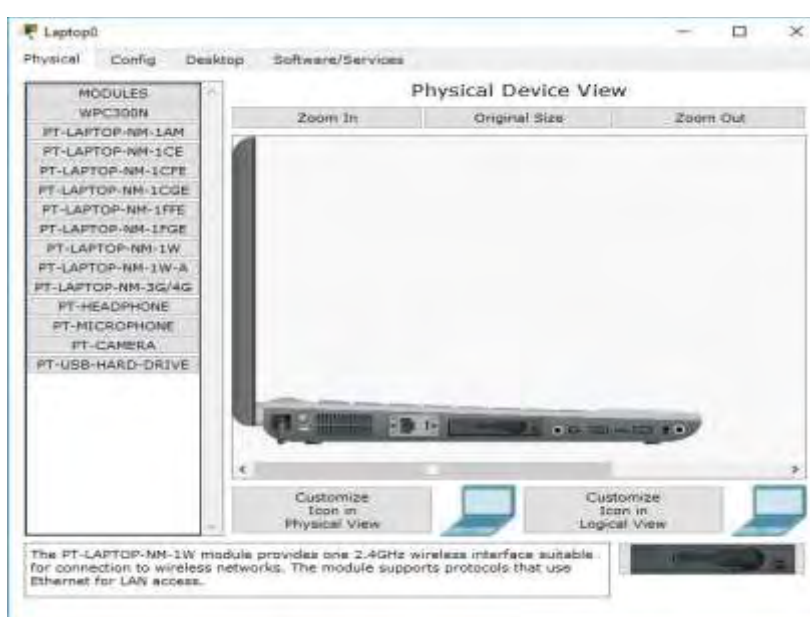 Laptop0
Physical Config Desktop Software/Services
MODULES
WPC300N
PT-LAPTOP-NM-1AM
PT-LAPTOP-NM-1CE
PT-LAPTOP-NM-1CFE
PT-LAPTOP-NM-1CGE
PT-LAPTOP-NM-1FFE
PT-LAPTOP-NM-1FGE
PT-LAPTOP-NM-1W
PT-LAPTOP-NM-1W-A
PT-LAPTOP-NM-3G/4G
PT-HEADPHONE
PT-MICROPHONE
PT-CAMERA
PT-USB-HARD-DRIVE
Physical Device View
Zoom In Original Size Zoom Out
Customize
Icon in
Physical View
Customize
Icon in
Logical View
The PT-LAPTOP-NM-1W module provides one 2.4GHz wireless interface suitable
for connection to wireless networks. The module supports protocols that use
Ethernet for LAN access.